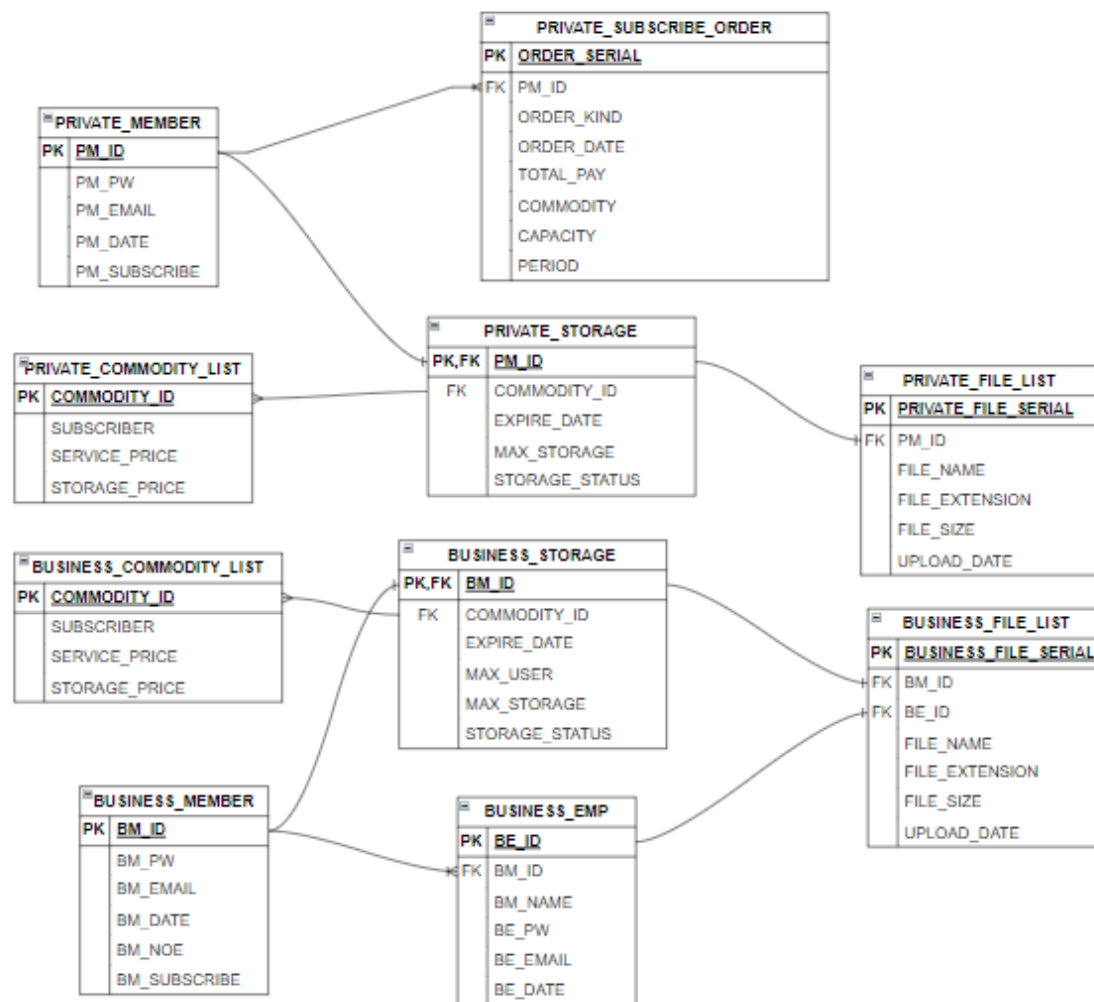 PRIVATE_SUBSCRIBE_ORDER
PK ORDER_SERIAL
FK PM_ID
ORDER_KIND
ORDER_DATE
TOTAL_PAY
COMMODITY
CAPACITY
PERIOD
PRIVATE_MEMBER
PK PM_ID
PM_PW
PM_EMAIL
PM_DATE
PM_SUBSCRIBE
PRIVATE_STORAGE
PK,FK PM_ID
FK COMMODITY_ID
EXPIRE_DATE
MAX_STORAGE
STORAGE_STATUS
PRIVATE_COMMODITY_LIST
PK COMMODITY_ID
SUBSCRIBER
SERVICE_PRICE
STORAGE_PRICE
PRIVATE_FILE_LIST
PK PRIVATE_FILE_SERIAL
FK PM_ID
FILE_NAME
FILE_EXTENSION
FILE_SIZE
UPLOAD_DATE
BUSINESS_STORAGE
PK,FK BM_ID
FK COMMODITY_ID
EXPIRE_DATE
MAX_USER
MAX_STORAGE
STORAGE_STATUS
BUSINESS_COMMODITY_LIST
PK COMMODITY_ID
SUBSCRIBER
SERVICE_PRICE
STORAGE_PRICE
BUSINESS_FILE_LIST
PK BUSINESS_FILE_SERIAL
FK BM_ID
FK BE_ID
FILE_NAME
FILE_EXTENSION
FILE_SIZE
UPLOAD_DATE
BUSINESS_MEMBER
PK BM_ID
BM_PW
BM_EMAIL
BM_DATE
BM_NOE
BM_SUBSCRIBE
BUSINESS_EMP
PK BE_ID
FK BM_ID
BM_NAME
BE_PW
BE_EMAIL
BE_DATE